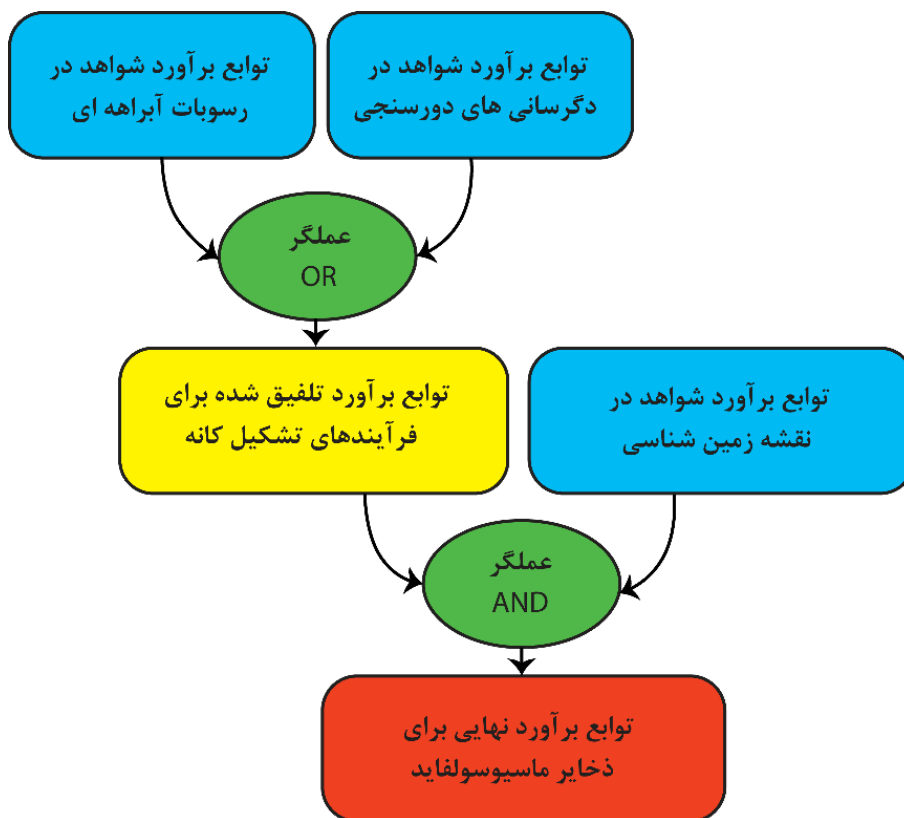 توابع برآورد شواهد در
رسوبات آبراهه ای
توابع برآورد شواهد در
دگرسانی های دورسنجی
عملگر
OR
توابع برآورد تلفیق شده برای
فرآیندهای تشکیل کانه
توابع برآورد شواهد در
نقشه زمین شناسی
عملگر
AND
توابع برآورد نهایی برای
ذخایر ماسیوسولفاید